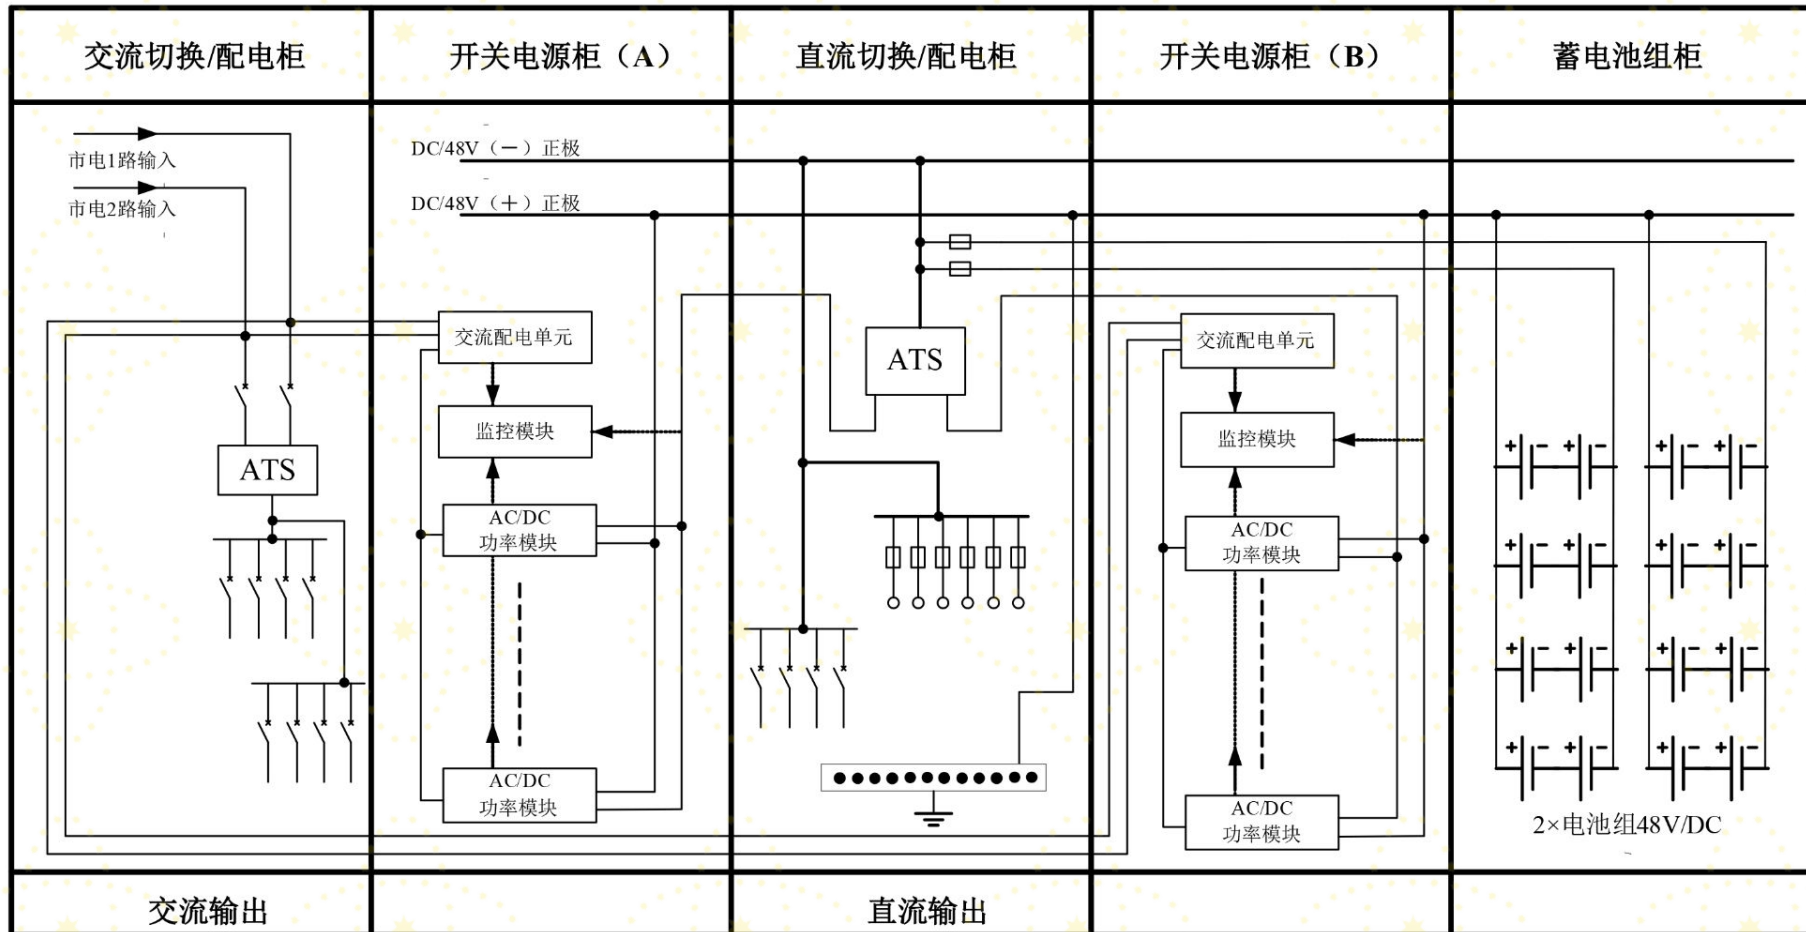 交流切换/配电柜
开关电源柜（A）
直流切换/配电柜
开关电源柜（B）
蓄电池组柜
市电1路输入
市电2路输入
DC/48V（－）正极
DC/48V（＋）正极
交流配电单元
监控模块
AC/DC
功率模块
AC/DC
功率模块
ATS
ATS
交流配电单元
监控模块
AC/DC
功率模块
AC/DC
功率模块
+ - + - + - + -
+ - + - + - + -
+ - + - + - + -
+ - + - + - + -
2×电池组48V/DC
交流输出
直流输出